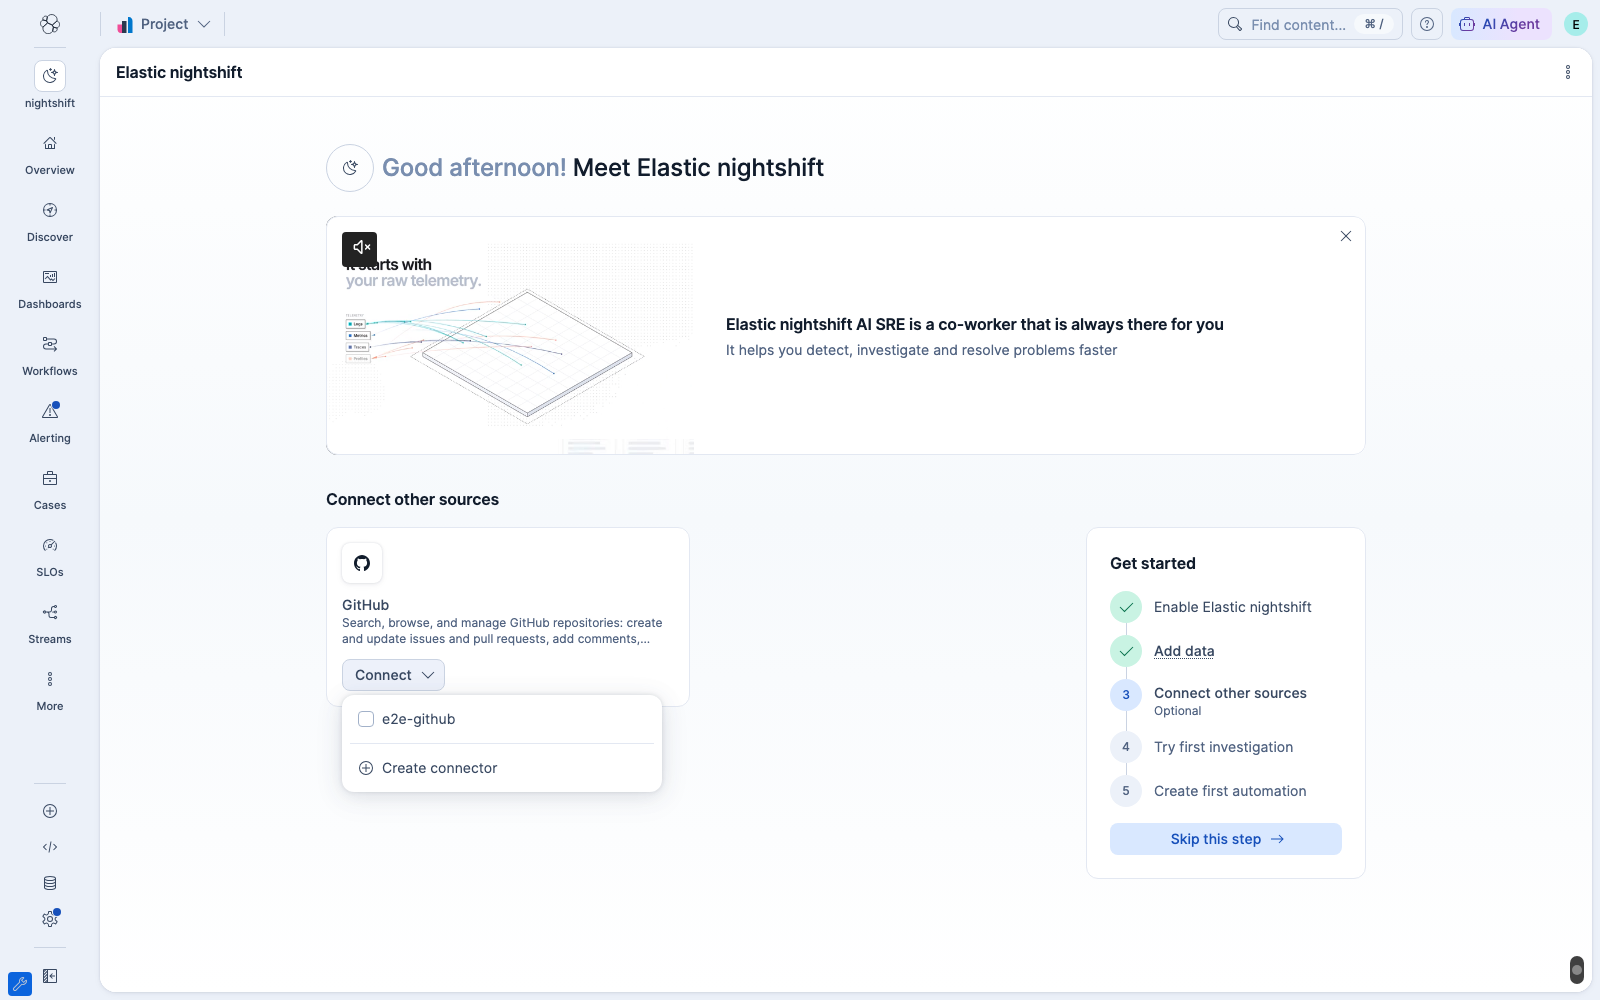 Project
Find content...
⌘ /
AI Agent
E
nightshift
Overview
Discover
Dashboards
Workflows
Alerting
Cases
SLOs
Streams
More
Elastic nightshift
Good afternoon! Meet Elastic nightshift
It starts with
your raw telemetry.
Logs
Metrics
Traces
Elastic nightshift AI SRE is a co-worker that is always there for you
It helps you detect, investigate and resolve problems faster
Connect other sources
GitHub
Search, browse, and manage GitHub repositories: create
and update issues and pull requests, add comments,...
Connect
e2e-github
Create connector
Get started
Enable Elastic nightshift
Add data
3
Connect other sources
Optional
4
Try first investigation
5
Create first automation
Skip this step